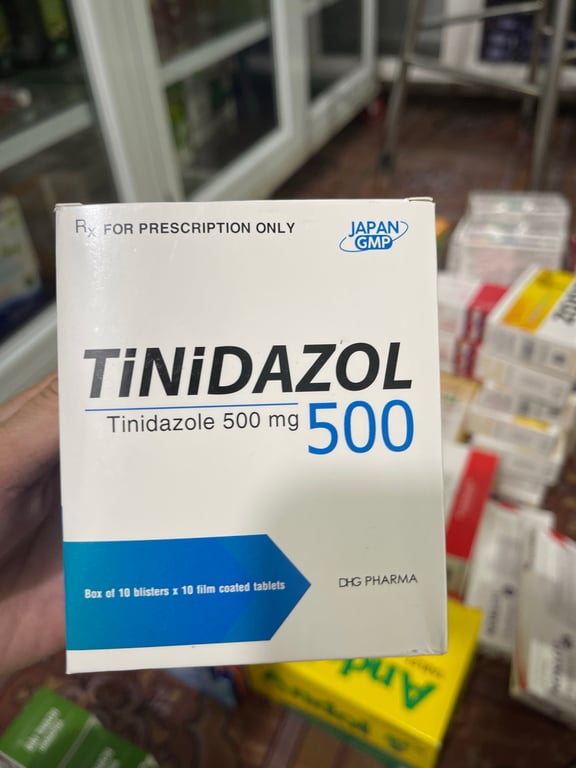 Rx FOR PRESCRIPTION ONLY
JAPAN
GMP
TiNiDAZOL
Tinidazole 500 mg
500
Box of 10 blisters x 10 film coated tablets
DHG PHARMA